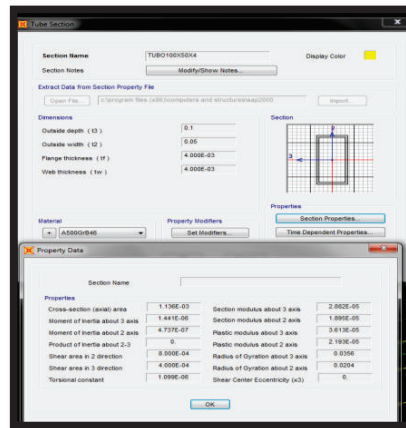 Tube Section
Section Name TUBO100X50X4 Display Color
Section Notes Modify/Show Notes...
Extract Data from Section Property File
Open File... c:\program files (x86)\computers and structures\sap2000 Import...
Dimensions Section
Outside depth ( t3 ) 0.1
Outside width ( t2 ) 0.05
Flange thickness ( tf ) 4.000E-03
Web thickness ( tw ) 4.000E-03
2
3
Properties
Material Property Modifiers Section Properties...
+ A500GrB46 Set Modifiers... Time Dependent Properties...
Property Data
Section Name
Properties
Cross-section (axial) area 1.136E-03 Section modulus about 3 axis 2.882E-05
Moment of Inertia about 3 axis 1.441E-06 Section modulus about 2 axis 1.895E-05
Moment of Inertia about 2 axis 4.737E-07 Plastic modulus about 3 axis 3.613E-05
Product of Inertia about 2-3 0. Plastic modulus about 2 axis 2.193E-05
Shear area in 2 direction 8.000E-04 Radius of Gyration about 3 axis 0.0356
Shear area in 3 direction 4.000E-04 Radius of Gyration about 2 axis 0.0204
Torsional constant 1.099E-06 Shear Center Eccentricity (x3) 0.
OK